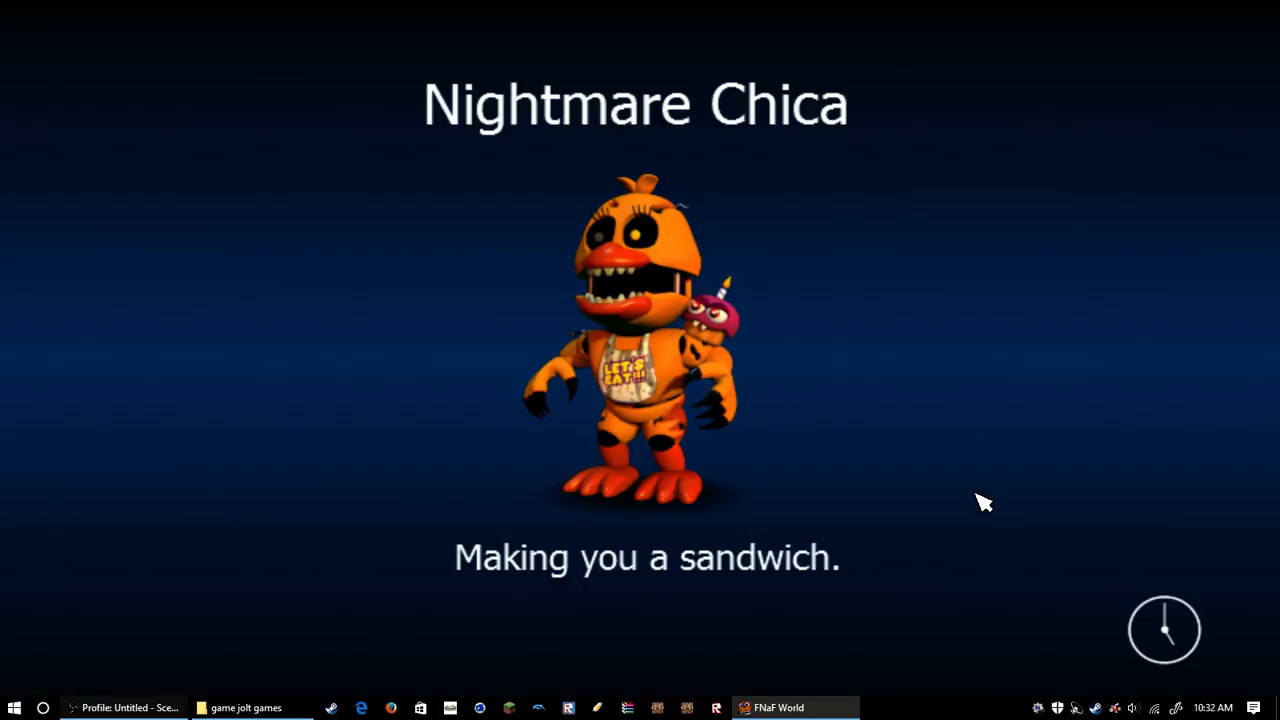 Nightmare Chica
LET'S
EAT!!!
Making you a sandwich.
Profile: Untitled - Sce...
game jolt games
FNaF World
10:32 AM